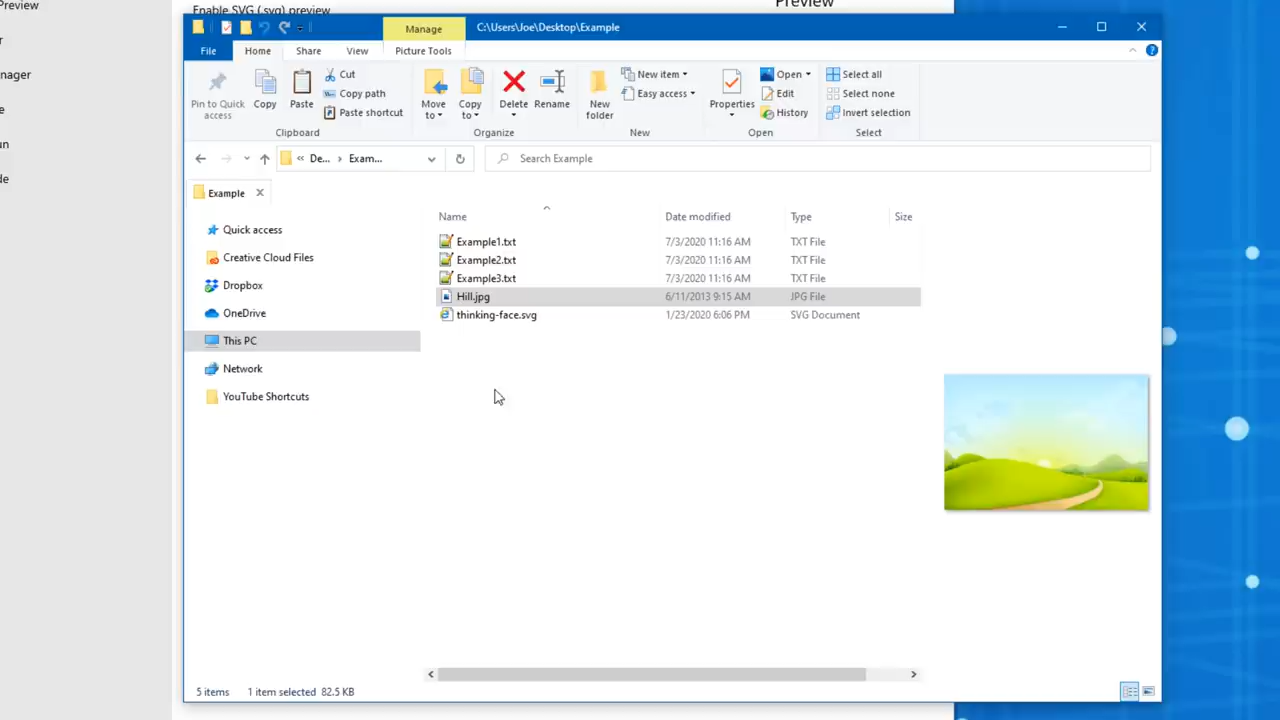 Preview
Enable SVG (.svg) preview
Preview
nager
Manage
C:\Users\Joe\Desktop\Example
File
Home
Share
View
Picture Tools
Pin to Quick access
Copy
Paste
Cut
Copy path
Paste shortcut
Clipboard
Move to
Copy to
Delete
Rename
Organize
New folder
New item
Easy access
New
Properties
Open
Edit
History
Open
Select all
Select none
Invert selection
Select
« De... › Exam...
Search Example
Example
Quick access
Creative Cloud Files
Dropbox
OneDrive
This PC
Network
YouTube Shortcuts
Name Date modified Type Size
Example1.txt 7/3/2020 11:16 AM TXT File
Example2.txt 7/3/2020 11:16 AM TXT File
Example3.txt 7/3/2020 11:16 AM TXT File
Hill.jpg 6/11/2013 9:15 AM JPG File
thinking-face.svg 1/23/2020 6:06 PM SVG Document
5 items 1 item selected 82.5 KB